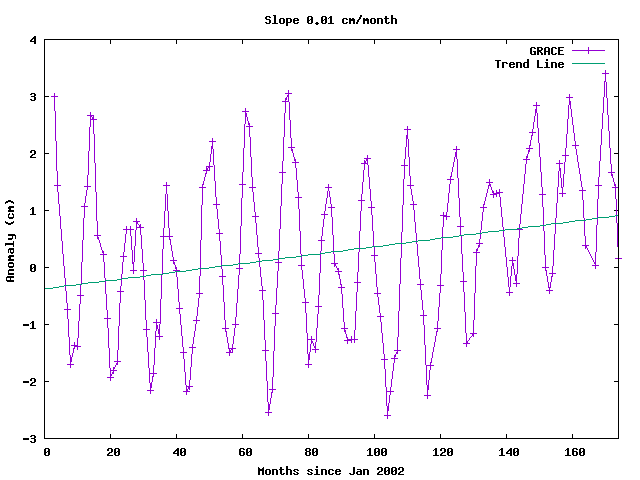 Slope 0.01 cm/month
GRACE
Trend Line
Anomaly (cm)
4
3
2
1
0
-1
-2
-3
0 20 40 60 80 100 120 140 160
Months since Jan 2002